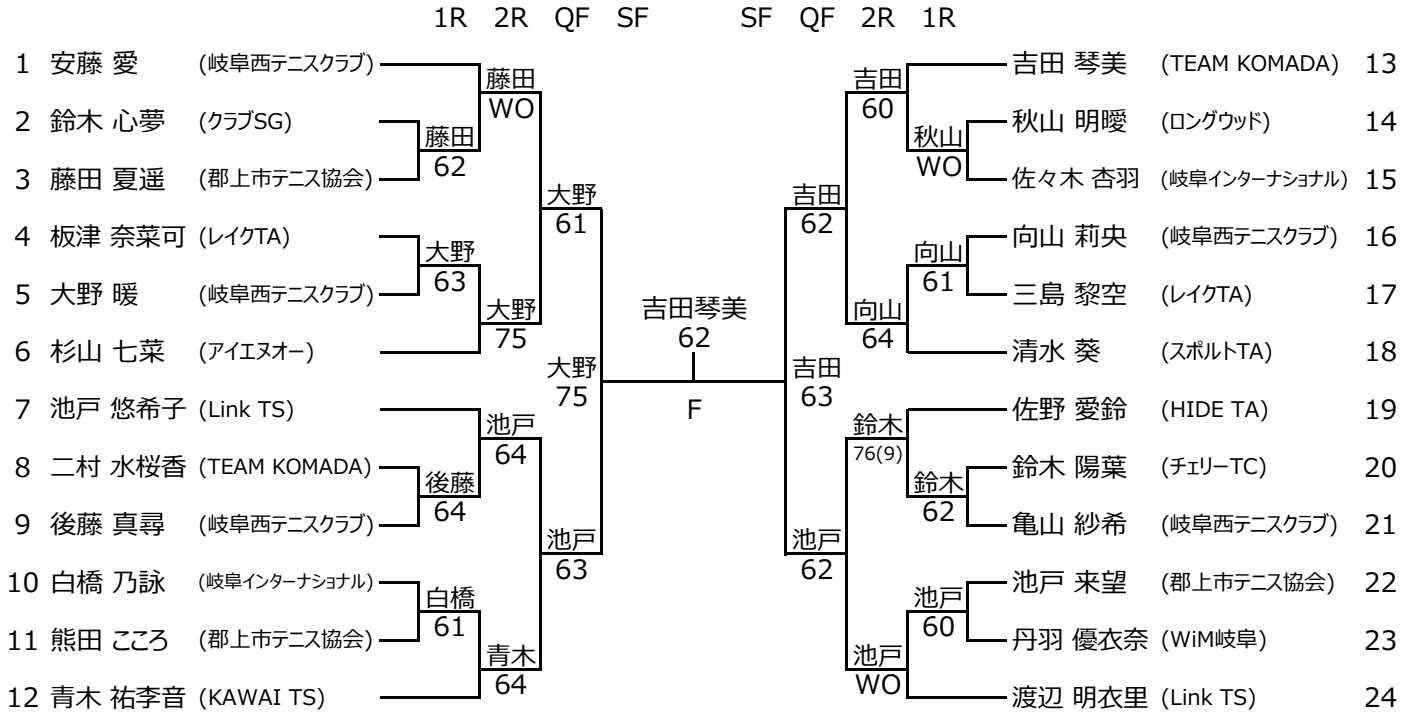 1R 2R QF SF SF QF 2R 1R
1 安藤 愛 (岐阜西テニスクラブ) 吉田 琴美 (TEAM KOMADA) 13
藤田 吉田
WO 60
2 鈴木 心夢 (クラブSG) 秋山 明曖 (ロングウッド) 14
藤田 秋山
62 WO
3 藤田 夏遥 (郡上市テニス協会) 佐々木 杏羽 (岐阜インターナショナル) 15
大野 吉田
61 62
4 板津 奈菜可 (レイクTA) 向山 莉央 (岐阜西テニスクラブ) 16
大野 向山
63 61
5 大野 暖 (岐阜西テニスクラブ) 三島 黎空 (レイクTA) 17
大野 吉田琴美 向山
75 62 64
6 杉山 七菜 (アイエヌオー) 清水 葵 (スポルトTA) 18
大野 吉田
75 F 63
7 池戸 悠希子 (Link TS) 佐野 愛鈴 (HIDE TA) 19
池戸 鈴木
64 76(9)
8 二村 水桜香 (TEAM KOMADA) 鈴木 陽葉 (チェリーTC) 20
後藤 鈴木
64 62
9 後藤 真尋 (岐阜西テニスクラブ) 亀山 紗希 (岐阜西テニスクラブ) 21
池戸 池戸
63 62
10 白橋 乃詠 (岐阜インターナショナル) 池戸 来望 (郡上市テニス協会) 22
白橋 池戸
61 60
11 熊田 こころ (郡上市テニス協会) 丹羽 優衣奈 (WiM岐阜) 23
青木 池戸
64 WO
12 青木 祐李音 (KAWAI TS) 渡辺 明衣里 (Link TS) 24